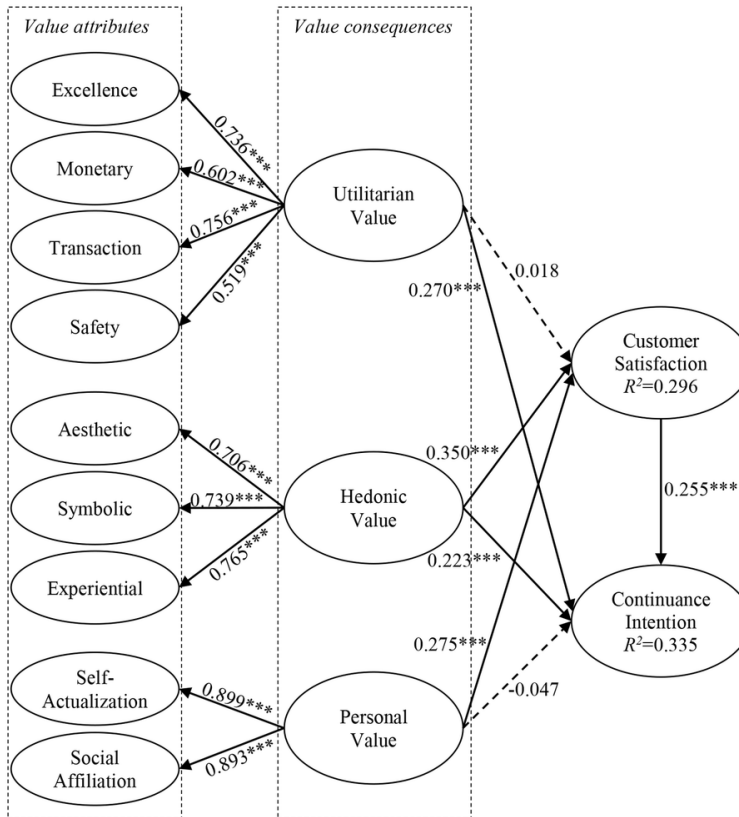 Value attributes
Value consequences
Excellence
Monetary
Transaction
Safety
Aesthetic
Symbolic
Experiential
Self-
Actualization
Social
Affiliation
0.736***
0.602***
0.756***
0.519***
0.706***
0.739***
0.765***
0.899***
0.893***
Utilitarian
Value
Hedonic
Value
Personal
Value
0.018
0.270***
0.350***
0.223***
0.275***
-0.047
Customer
Satisfaction
R²=0.296
0.255***
Continuance
Intention
R²=0.335